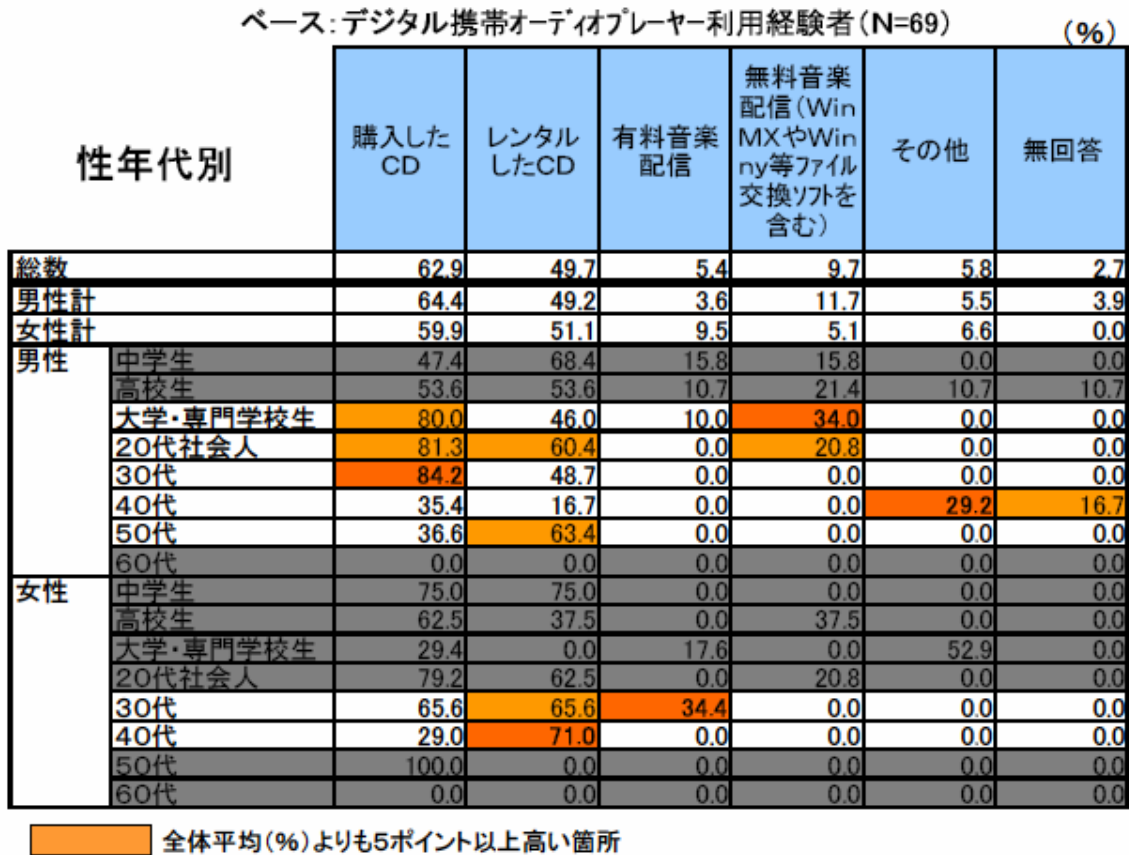 ベース：デジタル携帯オーディオプレーヤー利用経験者（N=69）
（%）
性年代別
購入した
CD
レンタル
したCD
有料音楽
配信
無料音楽
配信（Win
MXやWin
ny等ファイル
交換ソフトを
含む）
その他
無回答
総数 62.9 49.7 5.4 9.7 5.8 2.7
男性計 64.4 49.2 3.6 11.7 5.5 3.9
女性計 59.9 51.1 9.5 5.1 6.6 0.0
男性 中学生 47.4 68.4 15.8 15.8 0.0 0.0
高校生 53.6 53.6 10.7 21.4 10.7 10.7
大学・専門学校生 80.0 46.0 10.0 34.0 0.0 0.0
20代社会人 81.3 60.4 0.0 20.8 0.0 0.0
30代 84.2 48.7 0.0 0.0 0.0 0.0
40代 35.4 16.7 0.0 0.0 29.2 16.7
50代 36.6 63.4 0.0 0.0 0.0 0.0
60代 0.0 0.0 0.0 0.0 0.0 0.0
女性 中学生 75.0 75.0 0.0 0.0 0.0 0.0
高校生 62.5 37.5 0.0 37.5 0.0 0.0
大学・専門学校生 29.4 0.0 17.6 0.0 52.9 0.0
20代社会人 79.2 62.5 0.0 20.8 0.0 0.0
30代 65.6 65.6 34.4 0.0 0.0 0.0
40代 29.0 71.0 0.0 0.0 0.0 0.0
50代 100.0 0.0 0.0 0.0 0.0 0.0
60代 0.0 0.0 0.0 0.0 0.0 0.0
全体平均（%）よりも5ポイント以上高い箇所